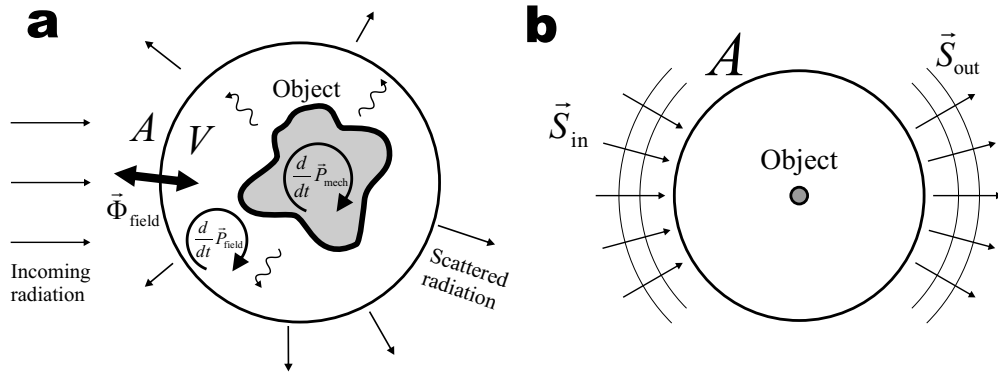 a
Object
A
V
d/dt P⃗mech
Φ⃗field
d/dt P⃗field
Incoming
radiation
Scattered
radiation
b
A
S⃗in
S⃗out
Object